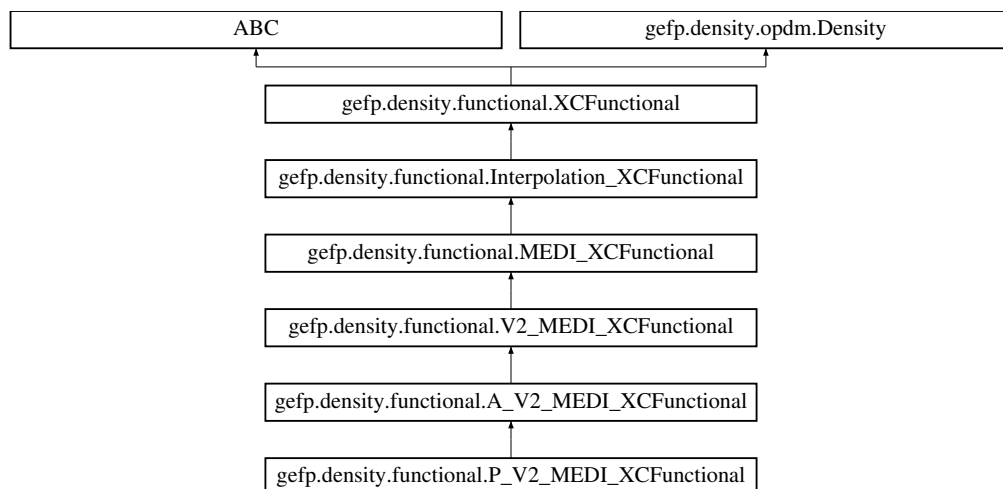 ABC
gefp.density.opdm.Density
gefp.density.functional.XCFunctional
gefp.density.functional.Interpolation_XCFunctional
gefp.density.functional.MEDI_XCFunctional
gefp.density.functional.V2_MEDI_XCFunctional
gefp.density.functional.A_V2_MEDI_XCFunctional
gefp.density.functional.P_V2_MEDI_XCFunctional